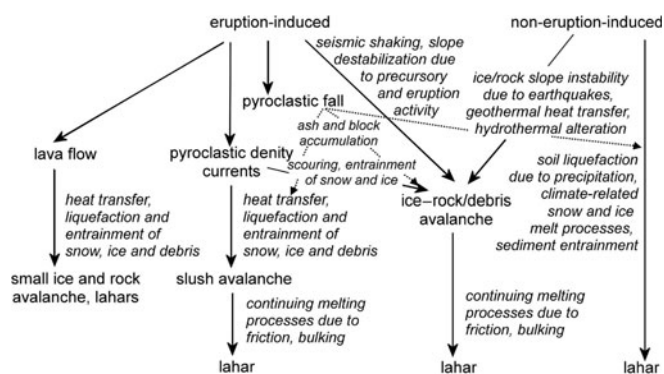 eruption-induced
non-eruption-induced
seismic shaking, slope
destabilization due
to precursory
and eruption
activity
ice/rock slope instability
due to earthquakes,
geothermal heat transfer,
hydrothermal alteration
pyroclastic fall
ash and block
accumulation
lava flow
pyroclastic denity
currents
scouring, entrainment
of snow and ice
soil liquefaction
due to precipitation,
climate-related
snow and ice
melt processes,
sediment entrainment
heat transfer,
liquefaction and
entrainment of
snow, ice and debris
heat transfer,
liquefaction and
entrainment of
snow, ice and debris
ice–rock/debris
avalanche
small ice and rock
avalanche, lahars
slush avalanche
continuing melting
processes due to
friction, bulking
continuing melting
processes due to
friction, bulking
lahar
lahar
lahar